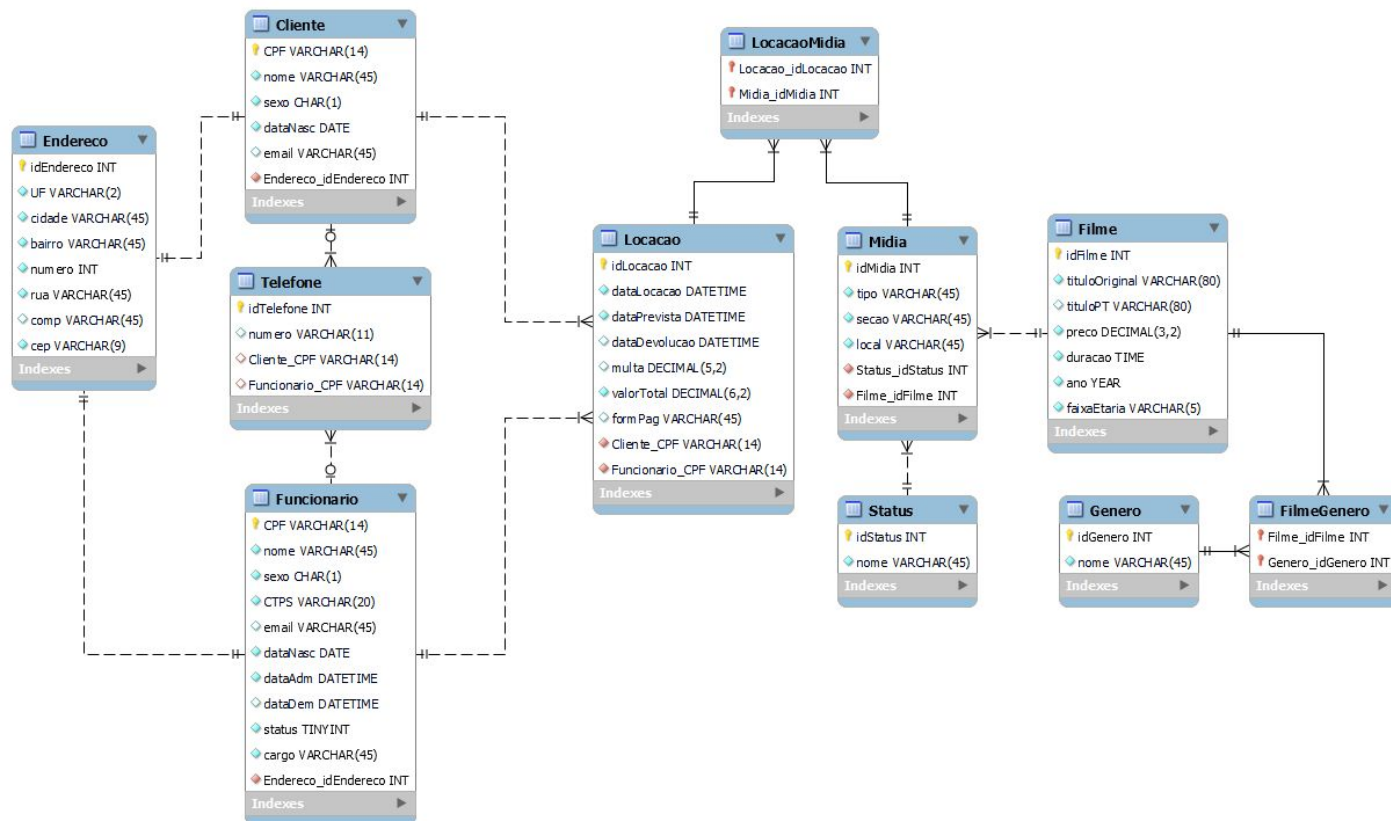 Cliente
CPF VARCHAR(14)
nome VARCHAR(45)
sexo CHAR(1)
dataNasc DATE
email VARCHAR(45)
Endereco_idEndereco INT
Indexes
LocacaoMidia
Locacao_idLocacao INT
Midia_idMidia INT
Indexes
Endereco
idEndereco INT
UF VARCHAR(2)
cidade VARCHAR(45)
bairro VARCHAR(45)
numero INT
rua VARCHAR(45)
comp VARCHAR(45)
cep VARCHAR(9)
Indexes
Telefone
idTelefone INT
numero VARCHAR(11)
Cliente_CPF VARCHAR(14)
Funcionario_CPF VARCHAR(14)
Indexes
Locacao
idLocacao INT
dataLocacao DATETIME
dataPrevista DATETIME
dataDevolucao DATETIME
multa DECIMAL(5,2)
valorTotal DECIMAL(6,2)
formPag VARCHAR(45)
Cliente_CPF VARCHAR(14)
Funcionario_CPF VARCHAR(14)
Indexes
Midia
idMidia INT
tipo VARCHAR(45)
secao VARCHAR(45)
local VARCHAR(45)
Status_idStatus INT
Filme_idFilme INT
Indexes
Filme
idFilme INT
tituloOriginal VARCHAR(80)
tituloPT VARCHAR(80)
preco DECIMAL(3,2)
duracao TIME
ano YEAR
faixaEtaria VARCHAR(5)
Indexes
Funcionario
CPF VARCHAR(14)
nome VARCHAR(45)
sexo CHAR(1)
CTPS VARCHAR(20)
email VARCHAR(45)
dataNasc DATE
dataAdm DATETIME
dataDem DATETIME
status TINYINT
cargo VARCHAR(45)
Endereco_idEndereco INT
Indexes
Status
idStatus INT
nome VARCHAR(45)
Indexes
Genero
idGenero INT
nome VARCHAR(45)
Indexes
FilmeGenero
Filme_idFilme INT
Genero_idGenero INT
Indexes